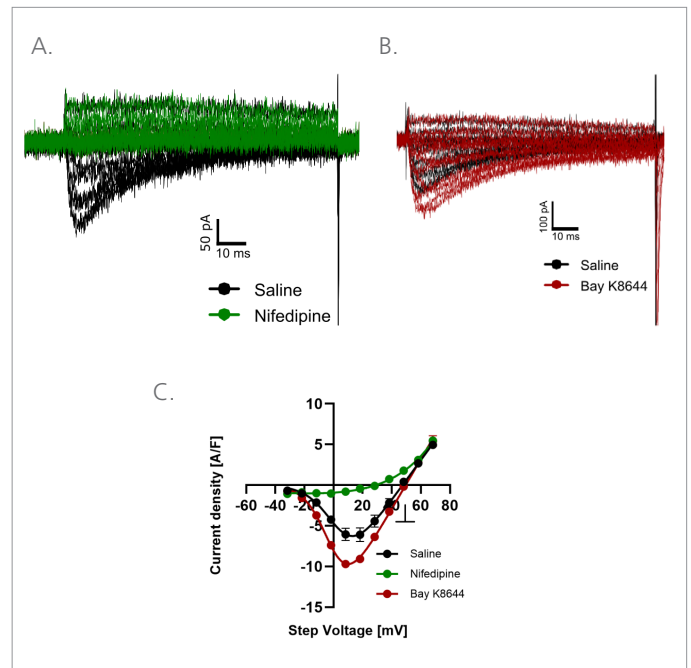 A.
50 pA
10 ms
Saline
Nifedipine
B.
100 pA
10 ms
Saline
Bay K8644
C.
Current density [A/F]
10
5
-60 -40 -20 0 20 40 60 80
-5
-10
-15
Saline
Nifedipine
Bay K8644
Step Voltage [mV]